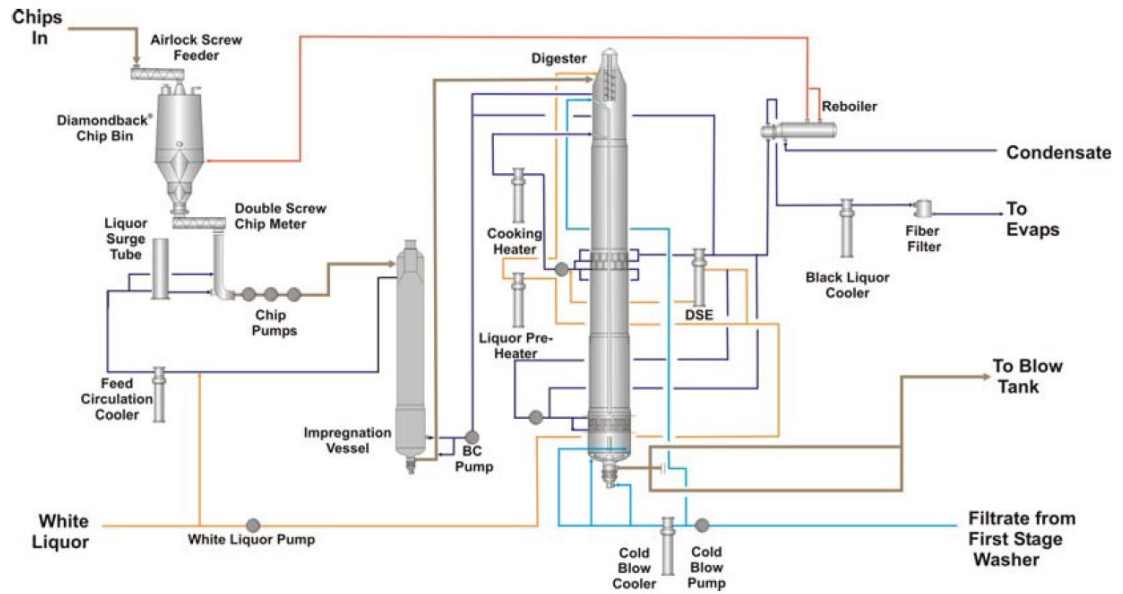 Chips
In
Airlock Screw
Feeder
Diamondback®
Chip Bin
Double Screw
Chip Meter
Liquor
Surge
Tube
Chip
Pumps
Feed
Circulation
Cooler
Impregnation
Vessel
BC
Pump
White
Liquor
White Liquor Pump
Digester
Cooking
Heater
Liquor Pre-
Heater
DSE
Reboiler
Condensate
To
Evaps
Fiber
Filter
Black Liquor
Cooler
To Blow
Tank
Cold
Blow
Cooler
Cold
Blow
Pump
Filtrate from
First Stage
Washer